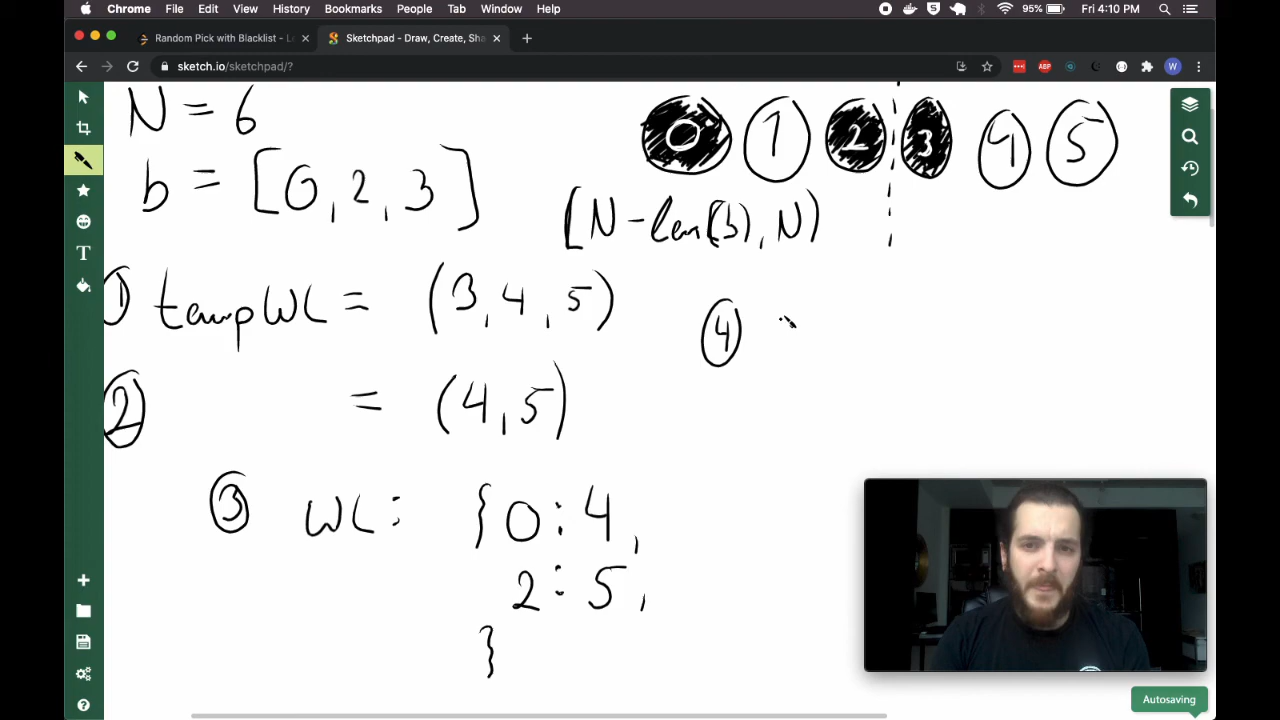 Chrome File Edit View History Bookmarks People Tab Window Help 95% Fri 4:10 PM
Random Pick with Blacklist - Le Sketchpad - Draw, Create, Sha
sketch.io/sketchpad/? ABP W
N = 6
0 1 2 3 4 5
b = [0, 2, 3]
[N-len(b), N)
① tempWL = (3, 4, 5)
④
② = (4, 5)
③ WL: {0:4,
2:5,
}
T
Autosaving